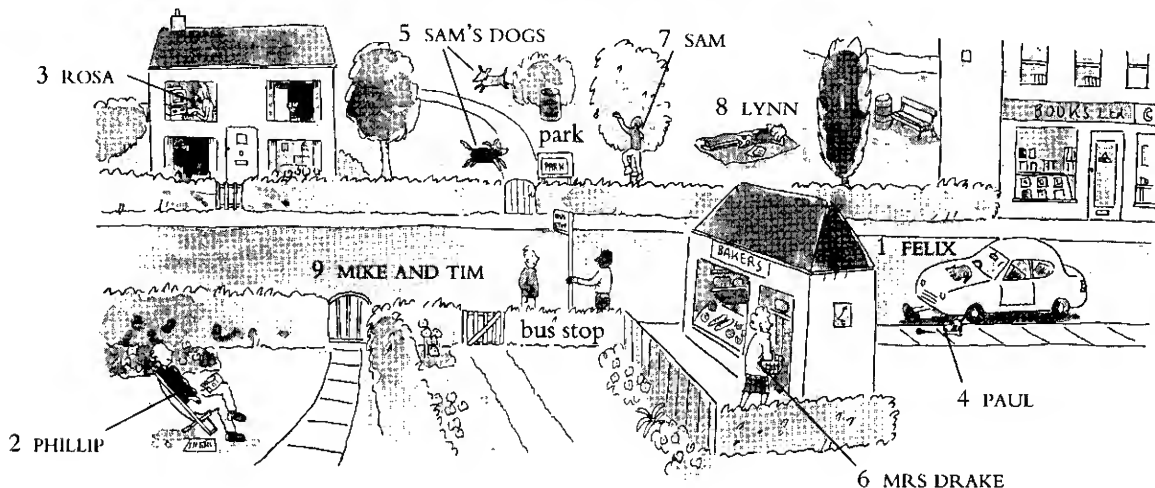 5 SAM'S DOGS
7 SAM
3 ROSA
8 LYNN
park
PARK
BAKERS
1 FELIX
9 MIKE AND TIM
bus stop
4 PAUL
2 PHILLIP
6 MRS DRAKE